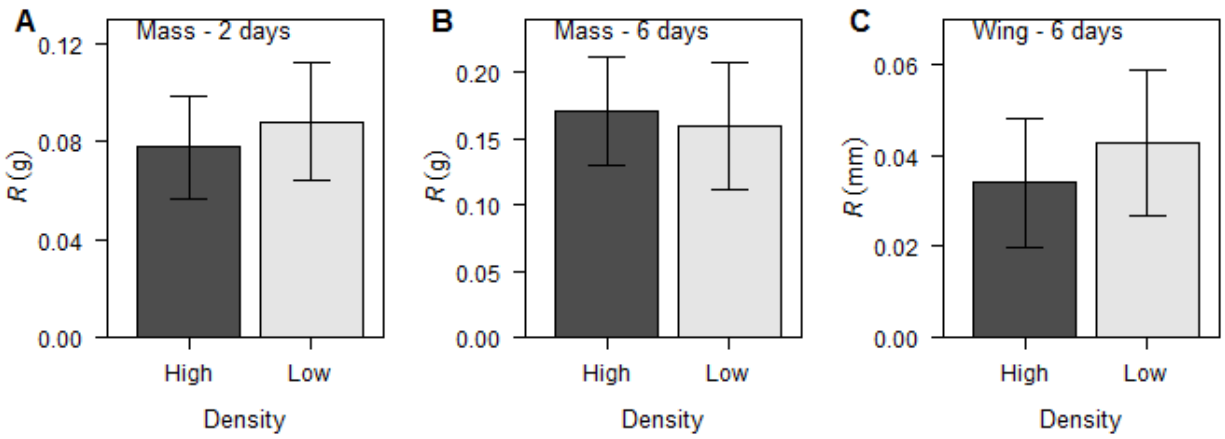 A
Mass - 2 days
0.12
0.08
0.04
0.00
R (g)
High
Low
Density
B
Mass - 6 days
0.20
0.15
0.10
0.05
0.00
R (g)
High
Low
Density
C
Wing - 6 days
0.06
0.04
0.02
0.00
R (mm)
High
Low
Density